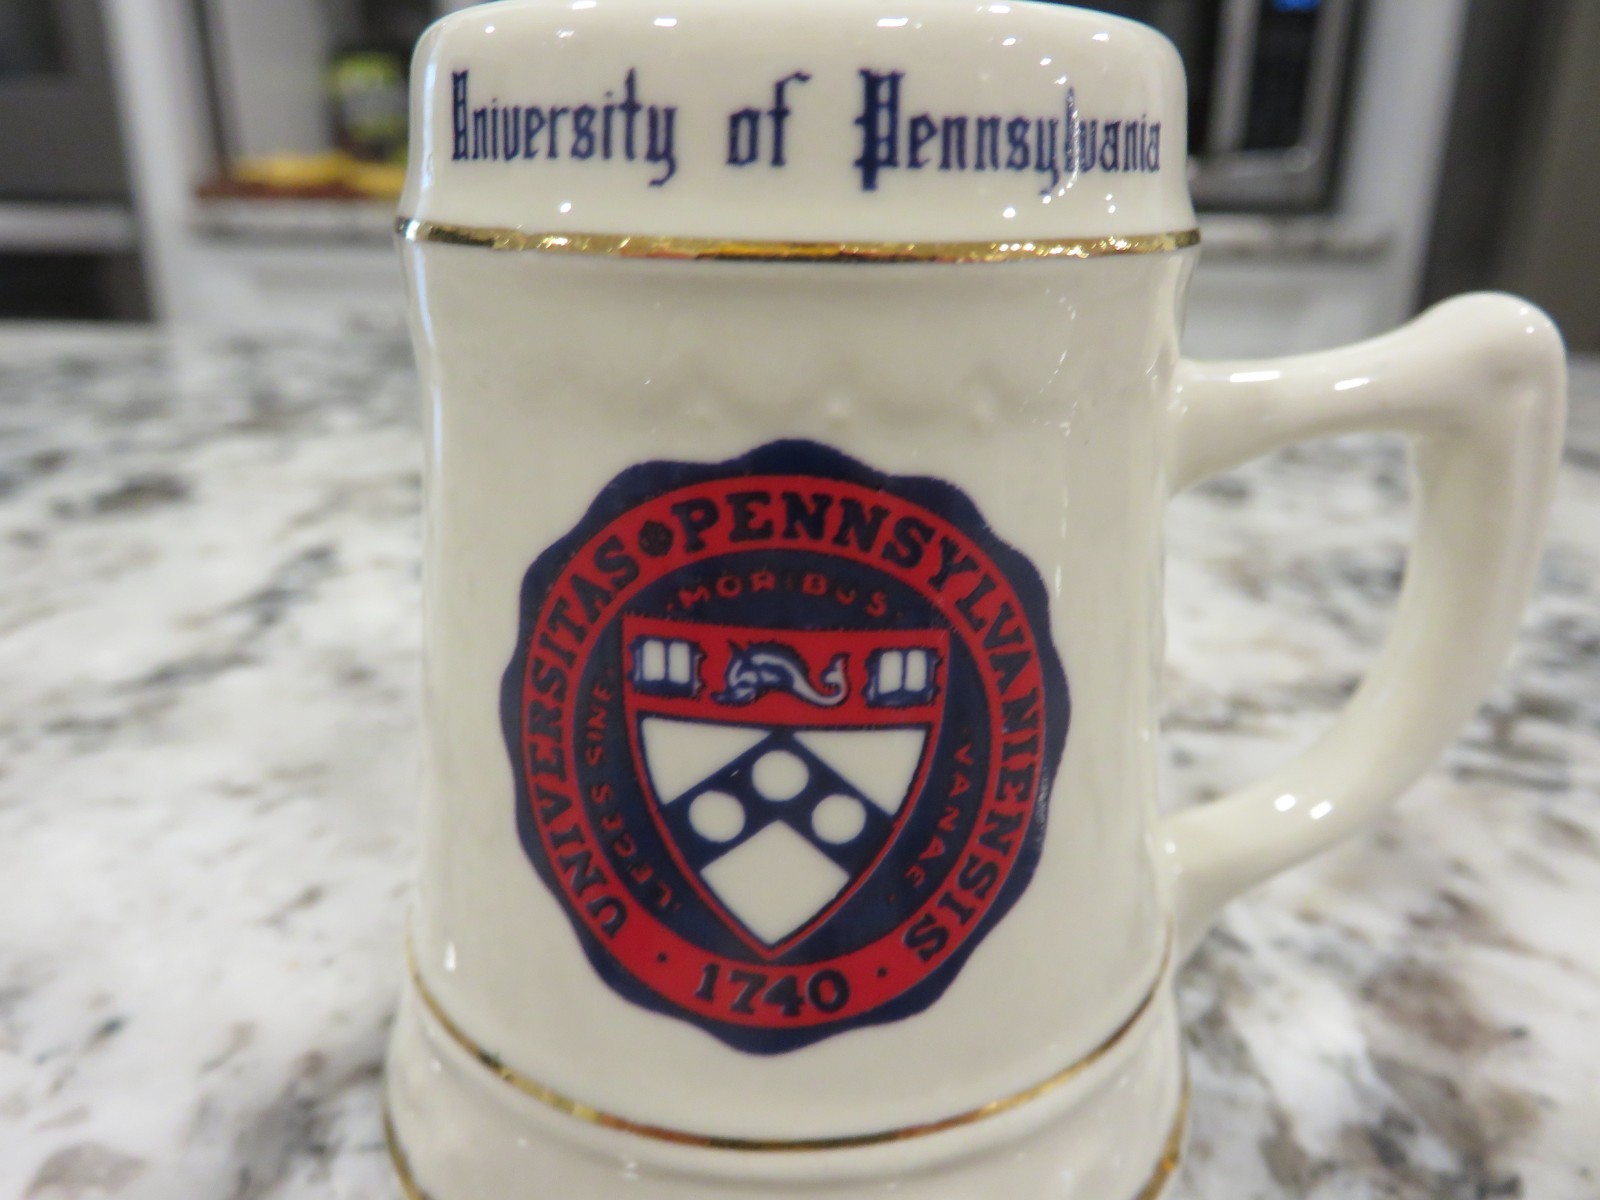 University of Pennsylvania
UNIVERSITAS PENNSYLVANIENSIS
LEGES SINE
MORIBUS
VANAE
1740